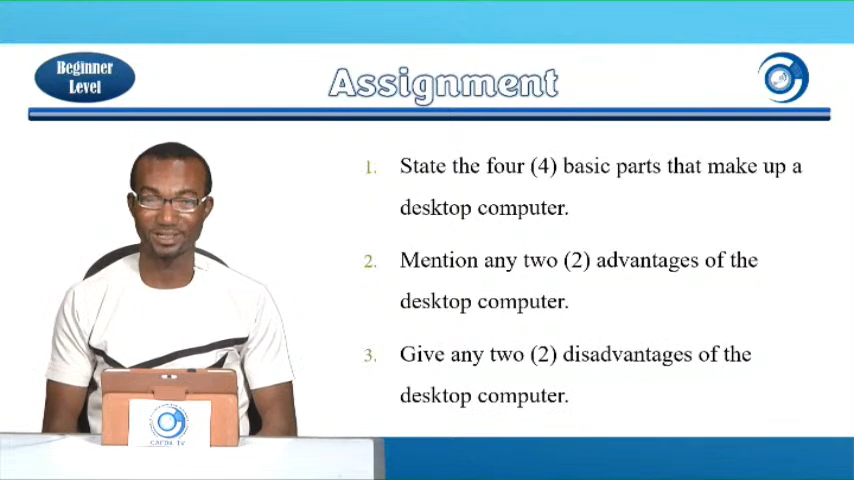 Beginner
Level
Assignment
1. State the four (4) basic parts that make up a
desktop computer.
2. Mention any two (2) advantages of the
desktop computer.
3. Give any two (2) disadvantages of the
desktop computer.